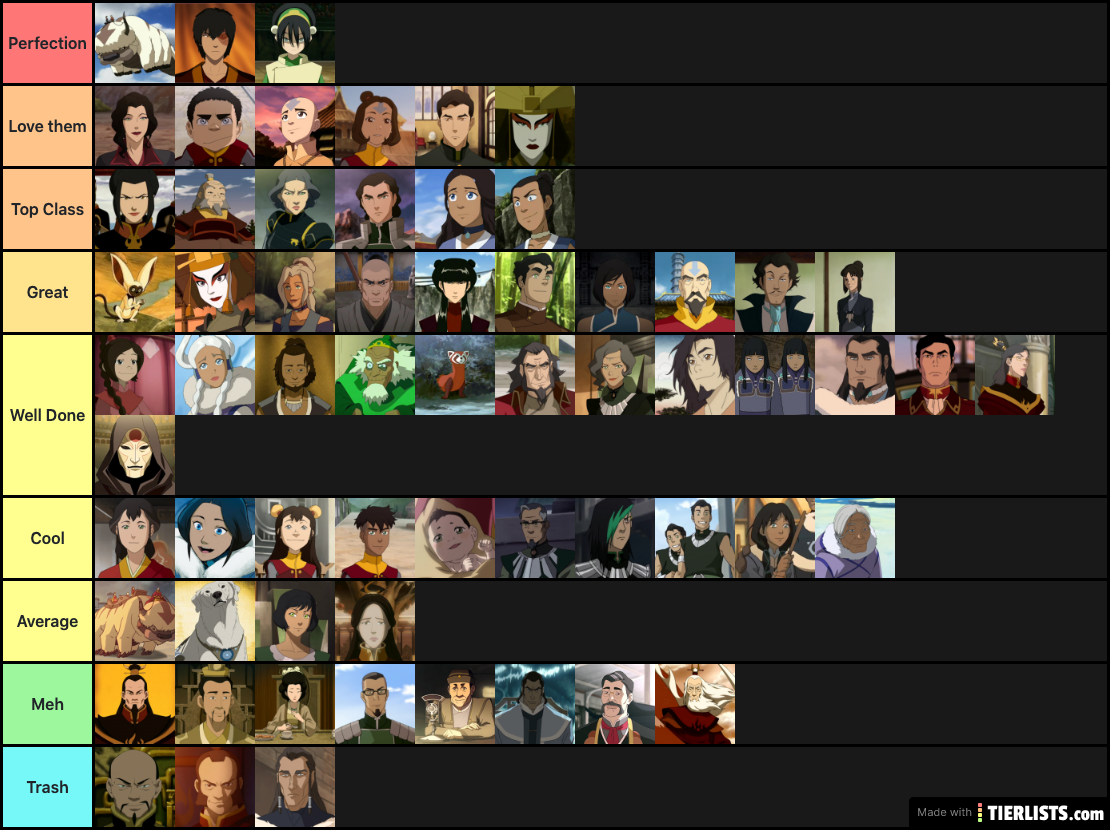 Perfection
Love them
Top Class
Great
Well Done
Cool
Average
Meh
Trash
Made with TIERLISTS.com